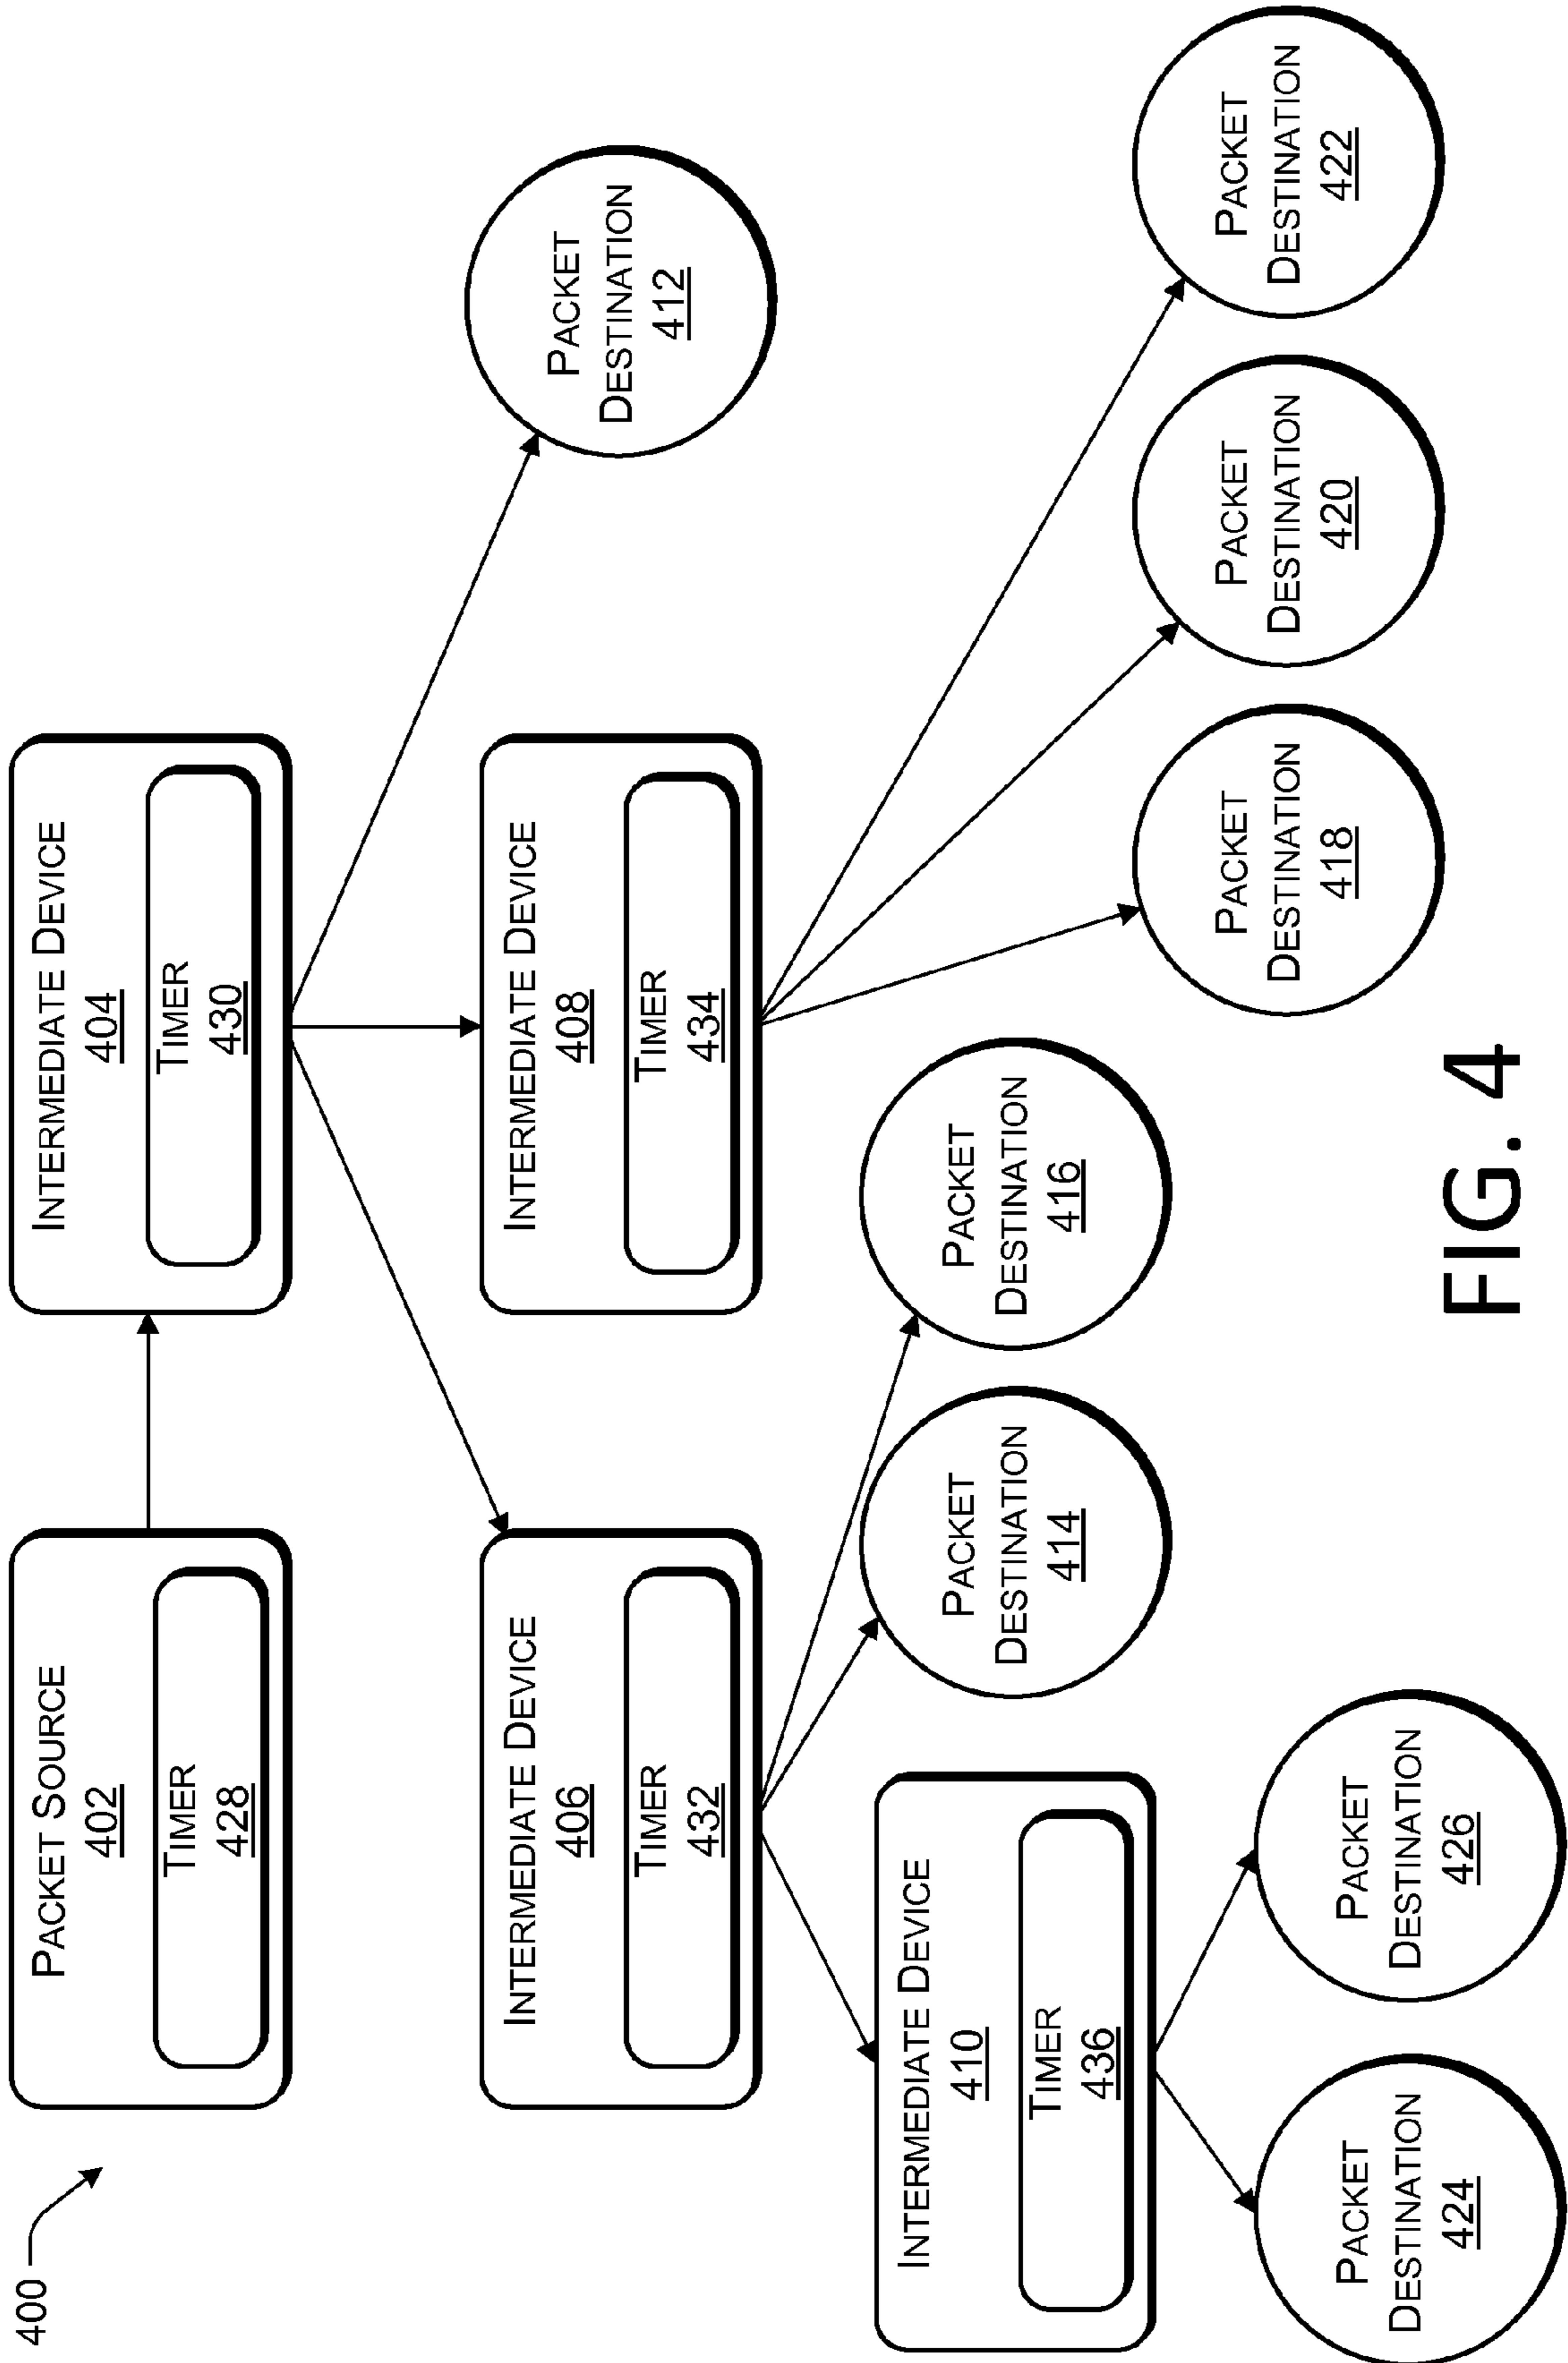 400
PACKET SOURCE
402
TIMER
428
INTERMEDIATE DEVICE
404
TIMER
430
INTERMEDIATE DEVICE
406
TIMER
432
INTERMEDIATE DEVICE
408
TIMER
434
PACKET
DESTINATION
412
INTERMEDIATE DEVICE
410
TIMER
436
PACKET
DESTINATION
414
PACKET
DESTINATION
416
PACKET
DESTINATION
418
PACKET
DESTINATION
420
PACKET
DESTINATION
422
PACKET
DESTINATION
424
PACKET
DESTINATION
426
FIG. 4